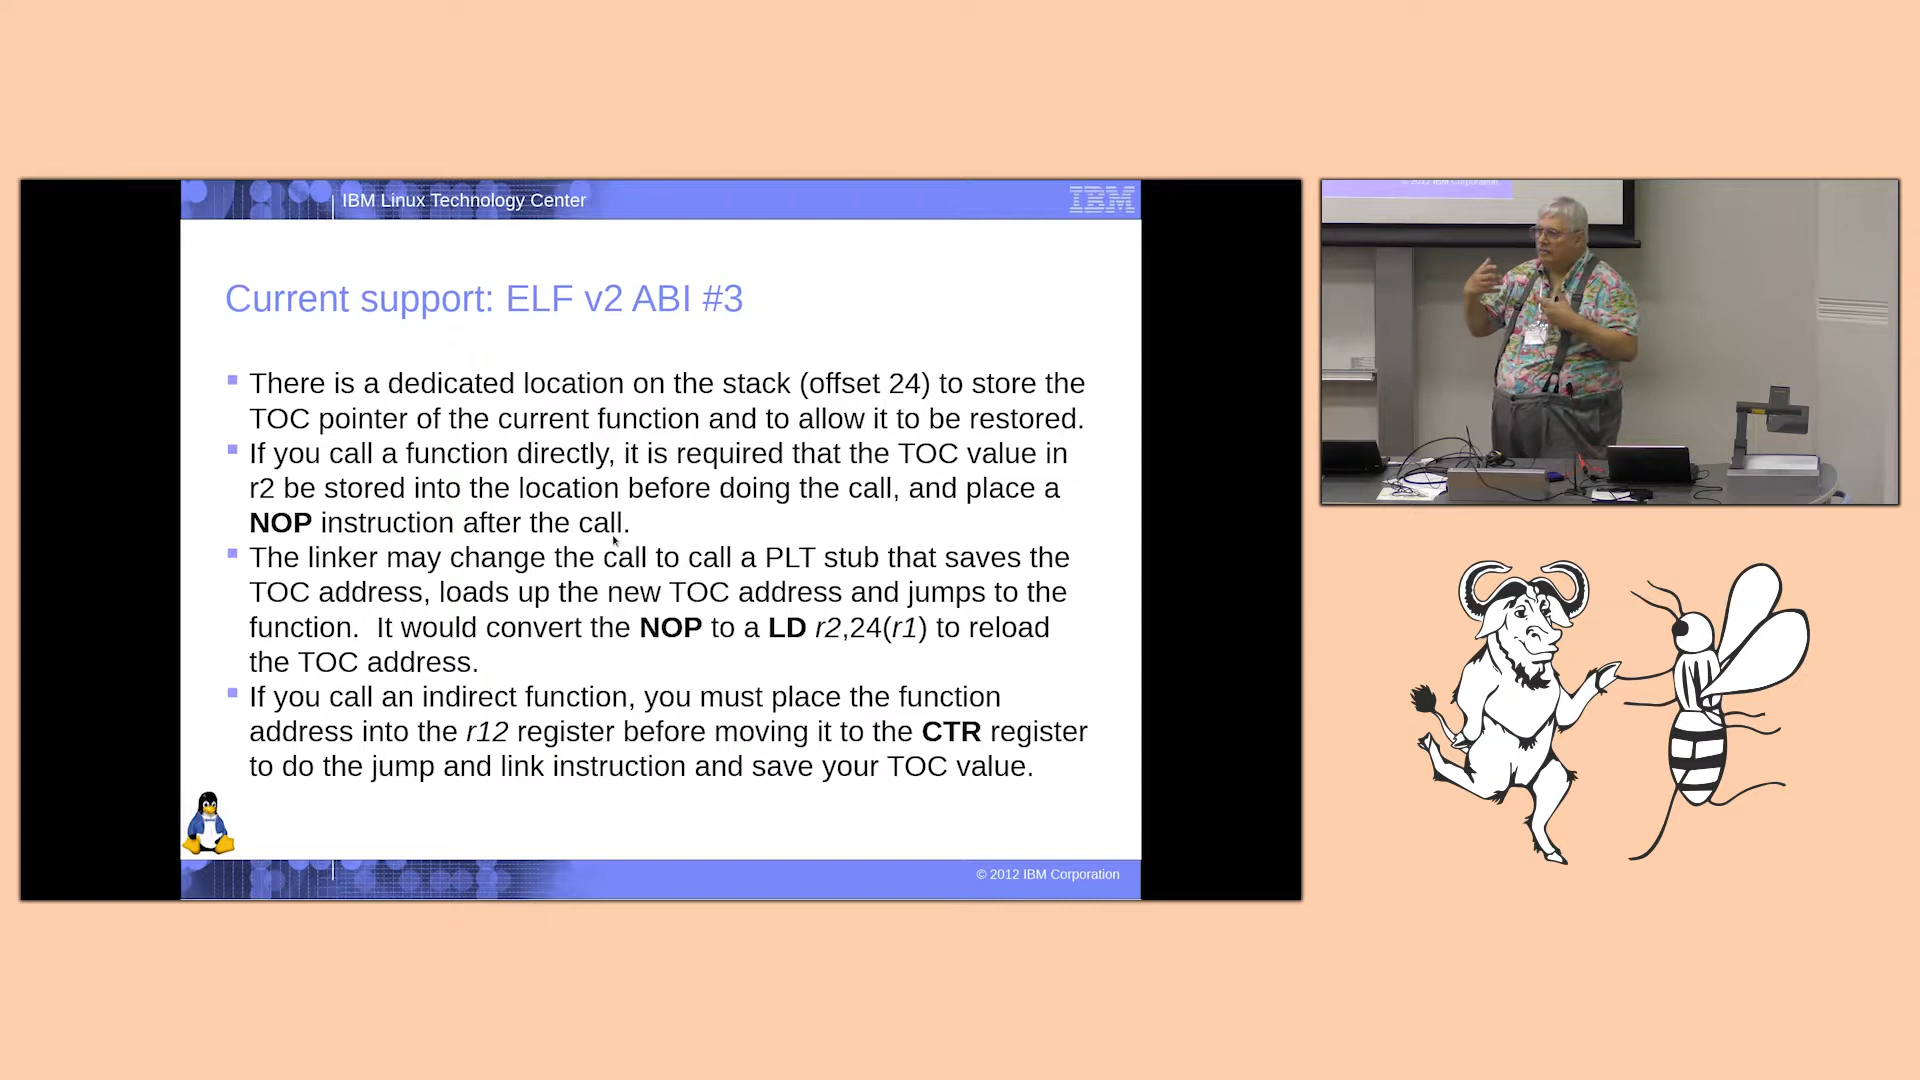 IBM Linux Technology Center
IBM
Current support: ELF v2 ABI #3
There is a dedicated location on the stack (offset 24) to store the
TOC pointer of the current function and to allow it to be restored.
If you call a function directly, it is required that the TOC value in
r2 be stored into the location before doing the call, and place a
NOP instruction after the call.
The linker may change the call to call a PLT stub that saves the
TOC address, loads up the new TOC address and jumps to the
function.  It would convert the NOP to a LD r2,24(r1) to reload
the TOC address.
If you call an indirect function, you must place the function
address into the r12 register before moving it to the CTR register
to do the jump and link instruction and save your TOC value.
© 2012 IBM Corporation
© 2012 IBM Corporation